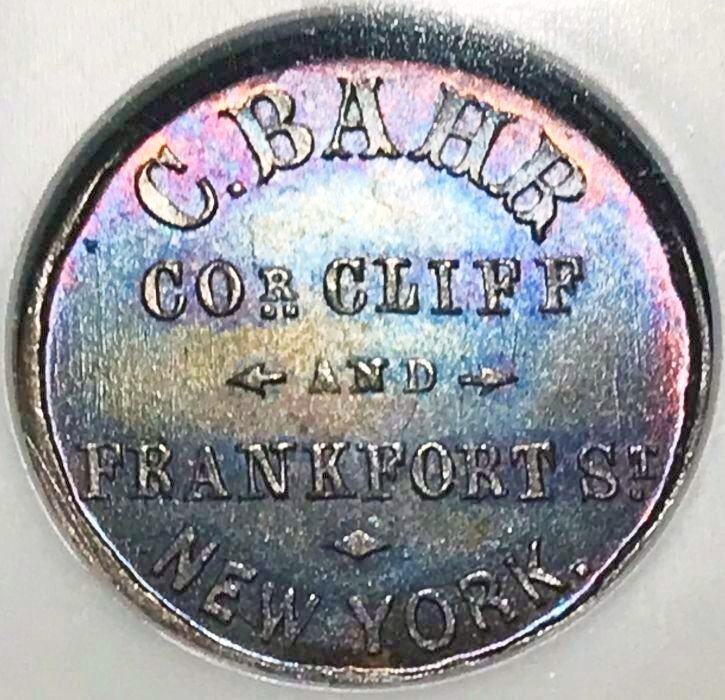 C. BAHR
COR CLIFF
AND
FRANKFORT ST
NEW YORK.